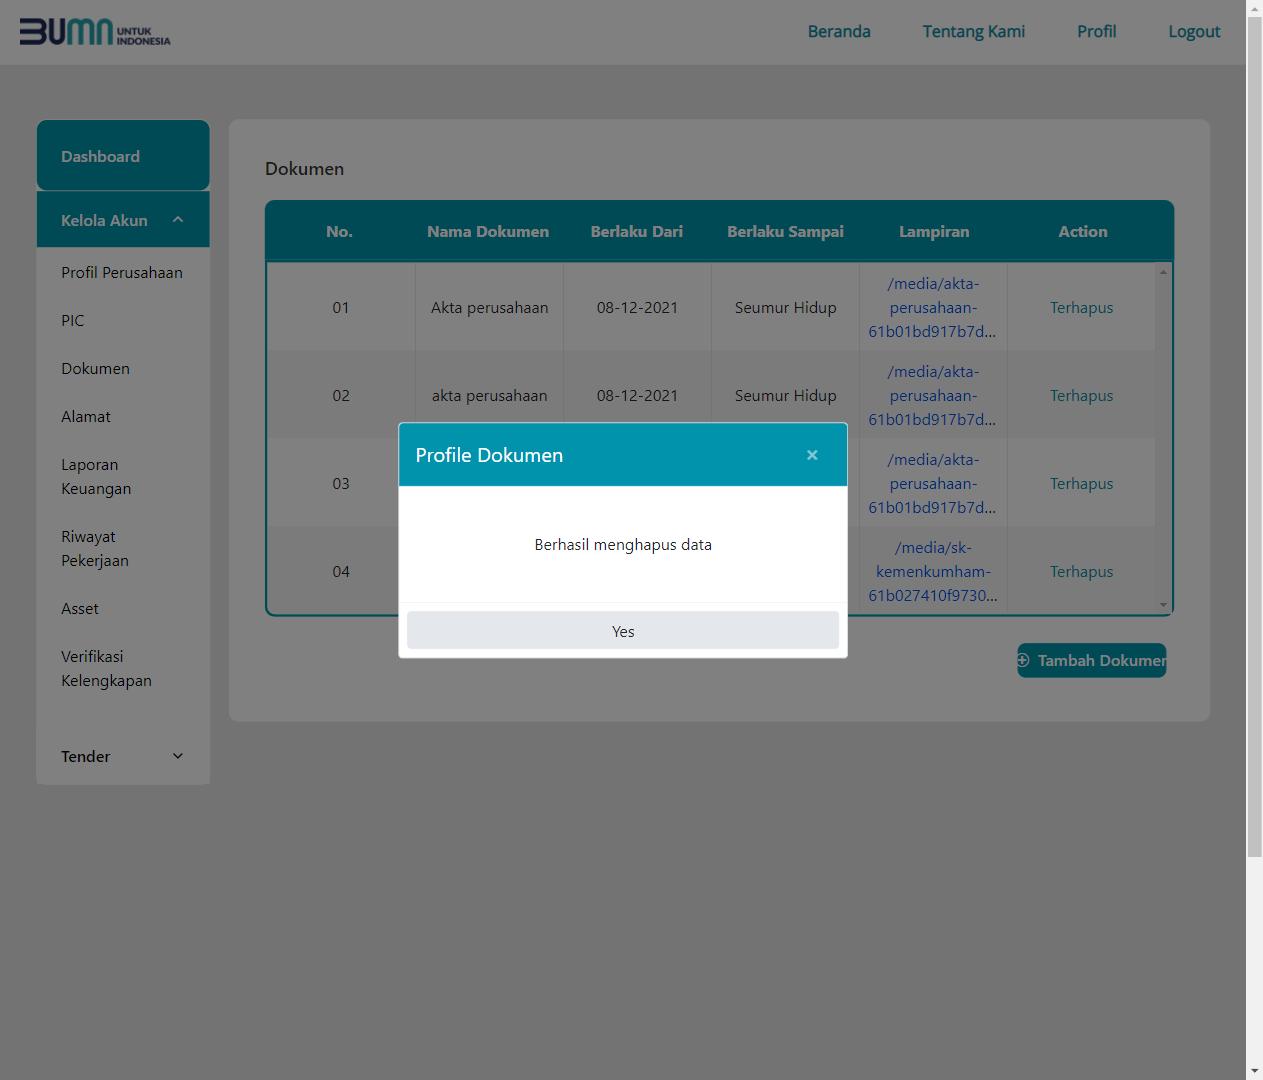 BUMN UNTUK INDONESIA
Beranda Tentang Kami Profil Logout
Dashboard
Kelola Akun
Profil Perusahaan
PIC
Dokumen
Alamat
Laporan
Keuangan
Riwayat
Pekerjaan
Asset
Verifikasi
Kelengkapan
Tender
Dokumen
No. Nama Dokumen Berlaku Dari Berlaku Sampai Lampiran Action
01 Akta perusahaan 08-12-2021 Seumur Hidup /media/akta-
perusahaan-
61b01bd917b7d... Terhapus
02 akta perusahaan 08-12-2021 Seumur Hidup /media/akta-
perusahaan-
61b01bd917b7d... Terhapus
03 /media/akta-
perusahaan-
61b01bd917b7d... Terhapus
04 /media/sk-
kemenkumham-
61b027410f9730... Terhapus
Tambah Dokumen
Profile Dokumen ×
Berhasil menghapus data
Yes